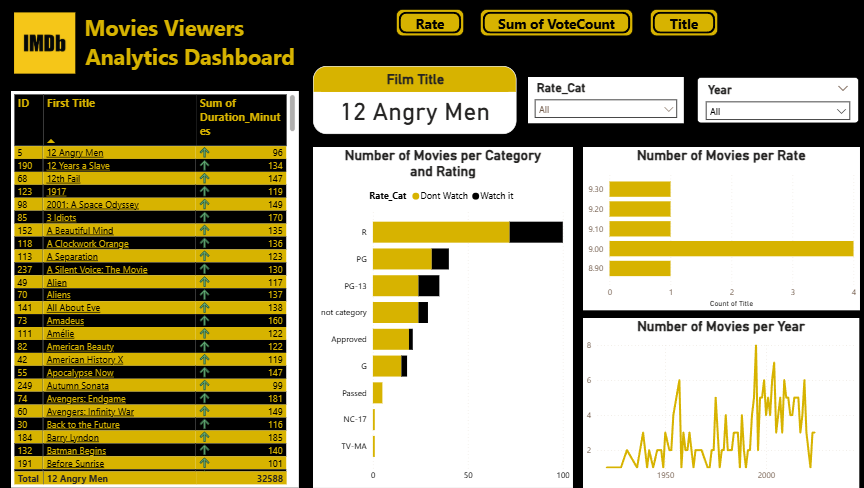 IMDb
Movies Viewers
Analytics Dashboard
Rate
Sum of VoteCount
Title
Film Title
12 Angry Men
Rate_Cat
All
Year
All
ID First Title Sum of
Duration_Minut
es
5 12 Angry Men 96
190 12 Years a Slave 134
68 12th Fail 147
123 1917 119
98 2001: A Space Odyssey 149
85 3 Idiots 170
152 A Beautiful Mind 135
118 A Clockwork Orange 136
113 A Separation 123
237 A Silent Voice: The Movie 130
49 Alien 117
70 Aliens 137
141 All About Eve 138
73 Amadeus 160
111 Amélie 122
82 American Beauty 122
42 American History X 119
55 Apocalypse Now 147
249 Autumn Sonata 99
74 Avengers: Endgame 181
60 Avengers: Infinity War 149
30 Back to the Future 116
184 Barry Lyndon 185
132 Batman Begins 140
191 Before Sunrise 101
Total 12 Angry Men 32588
Number of Movies per Category
and Rating
Rate_Cat Dont Watch Watch it
R
PG
PG-13
not category
Approved
G
Passed
NC-17
TV-MA
0 50 100
Number of Movies per Rate
9.30
9.20
9.10
9.00
8.90
0 1 2 3 4
Count of Title
Number of Movies per Year
8
6
4
2
1950 2000